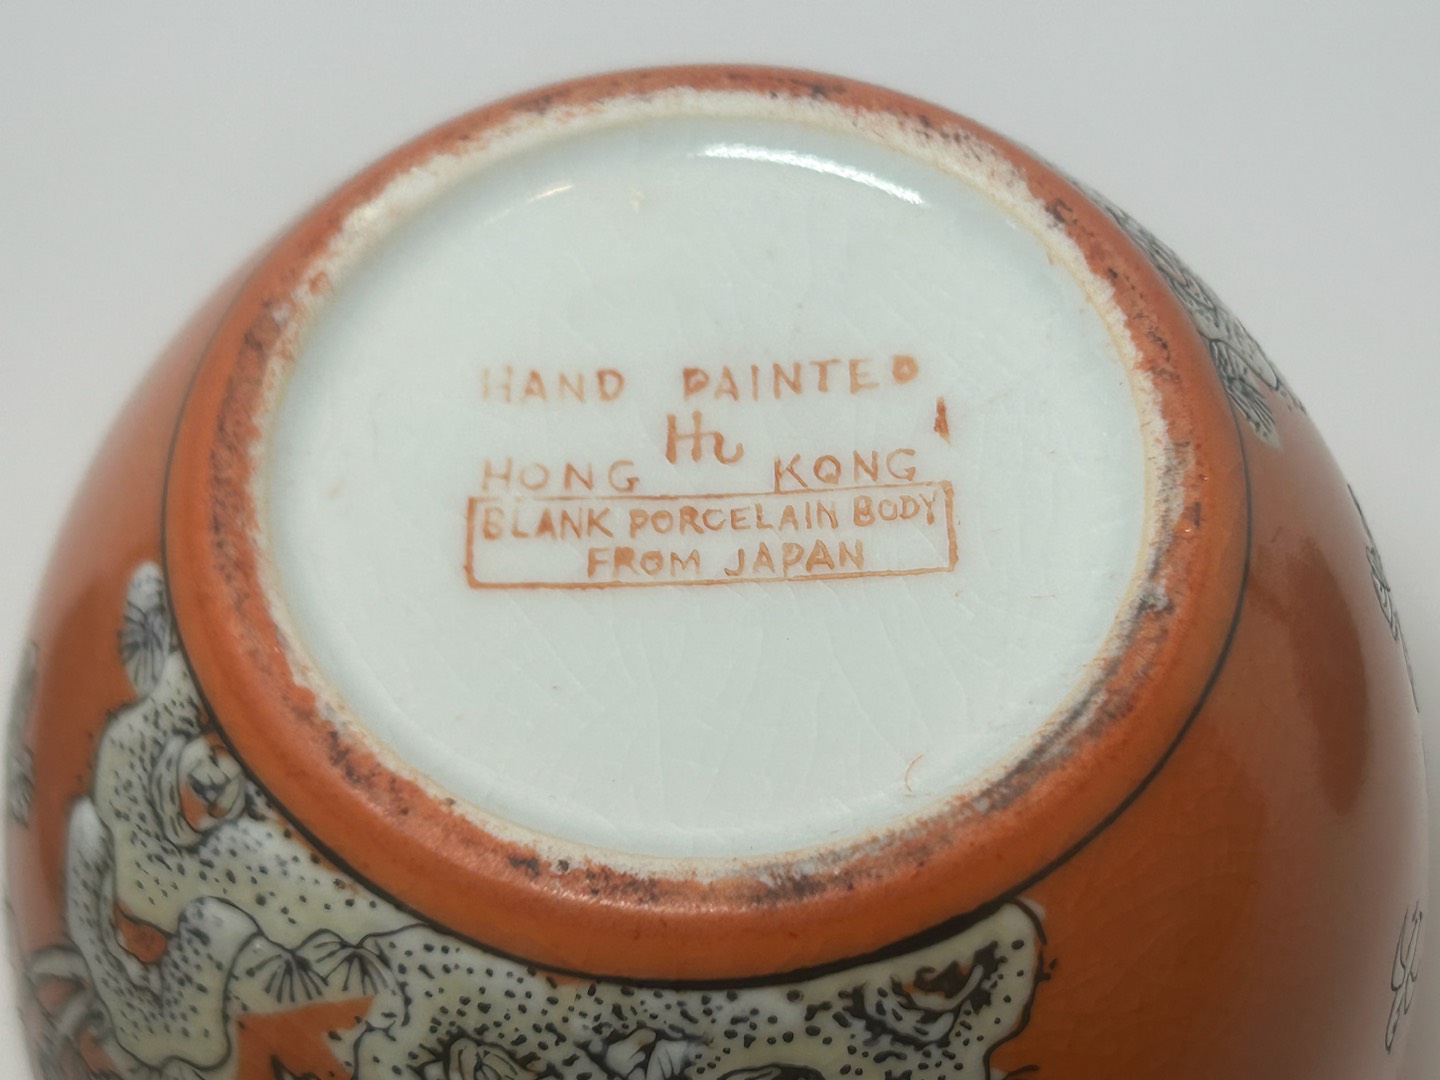 HAND PAINTED
HONG KONG
BLANK PORCELAIN BODY
FROM JAPAN